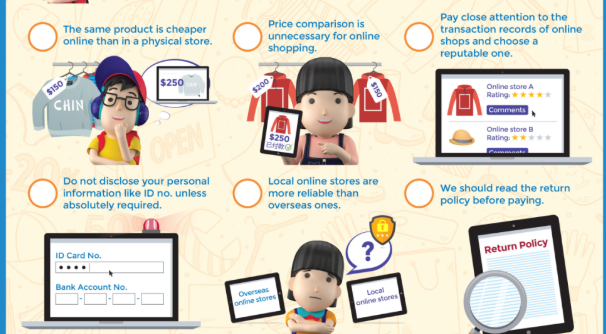 The same product is cheaper
online than in a physical store.
Price comparison is
unnecessary for online
shopping.
Pay close attention to the
transaction records of online
shops and choose a
reputable one.
$150
CHIN
$250
OPEN
$200
$150
$250
已付款
Online store A
Rating: ★★★★★
Comments
Online store B
Rating: ★★★★★
Comments
Do not disclose your personal
information like ID no. unless
absolutely required.
Local online stores are
more reliable than
overseas ones.
We should read the return
policy before paying.
ID Card No.
Bank Account No.
- - - -
?
Overseas
online stores
Local
online stores
Return Policy